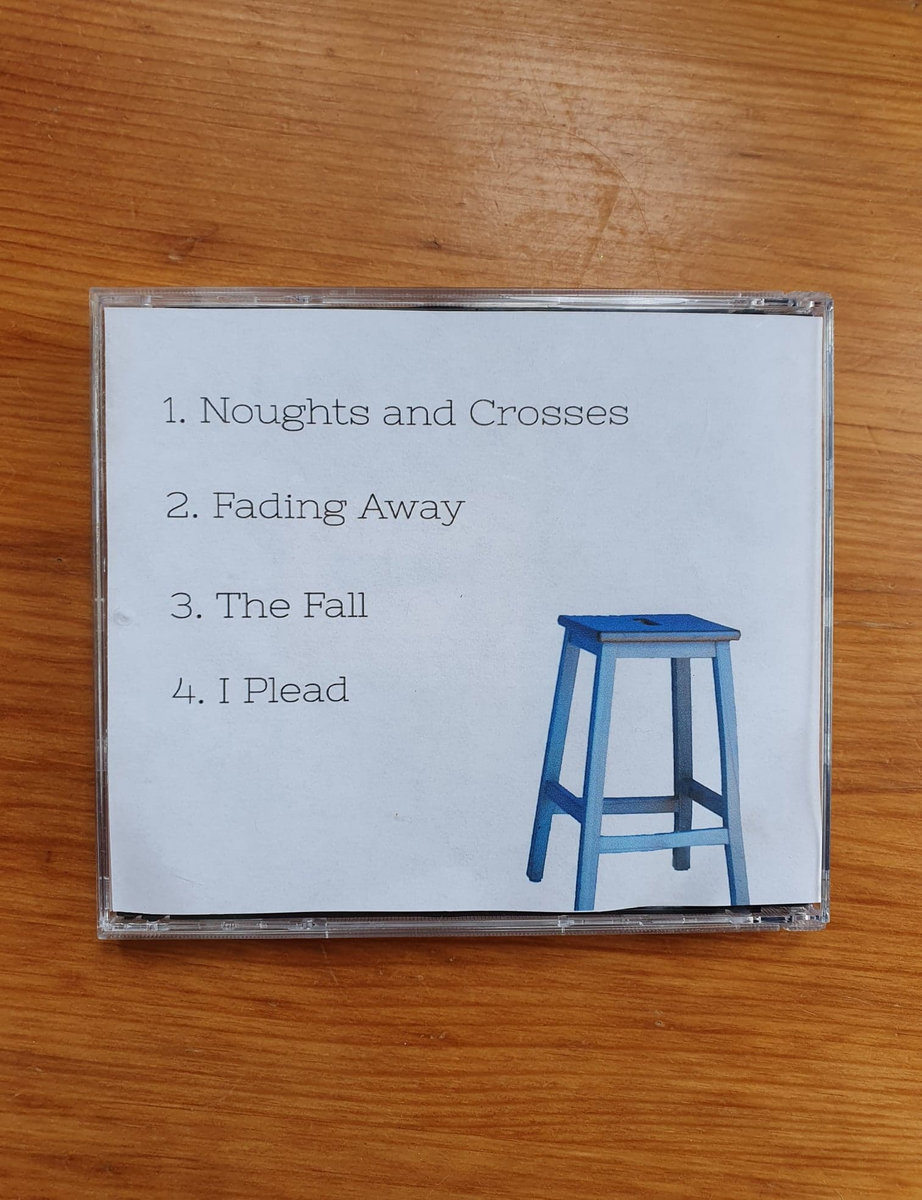 1. Noughts and Crosses
2. Fading Away
3. The Fall
4. I Plead